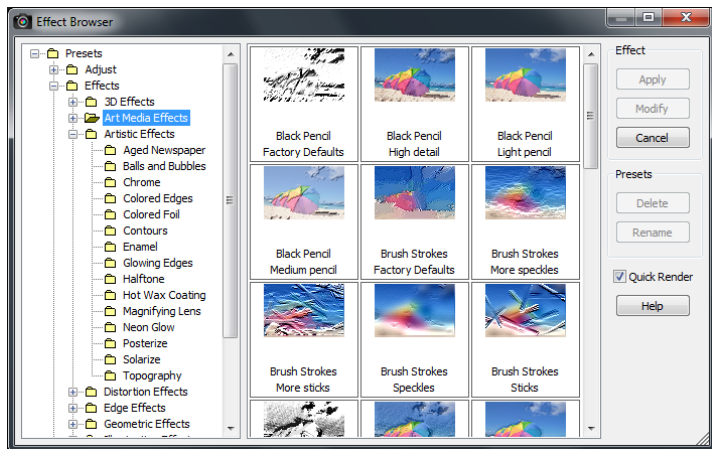 Effect Browser
Presets
Adjust
Effects
3D Effects
Art Media Effects
Artistic Effects
Aged Newspaper
Balls and Bubbles
Chrome
Colored Edges
Colored Foil
Contours
Enamel
Glowing Edges
Halftone
Hot Wax Coating
Magnifying Lens
Neon Glow
Posterize
Solarize
Topography
Distortion Effects
Edge Effects
Geometric Effects
Black Pencil
Factory Defaults
Black Pencil
High detail
Black Pencil
Light pencil
Black Pencil
Medium pencil
Brush Strokes
Factory Defaults
Brush Strokes
More speckles
Brush Strokes
More sticks
Brush Strokes
Speckles
Brush Strokes
Sticks
Effect
Apply
Modify
Cancel
Presets
Delete
Rename
Quick Render
Help